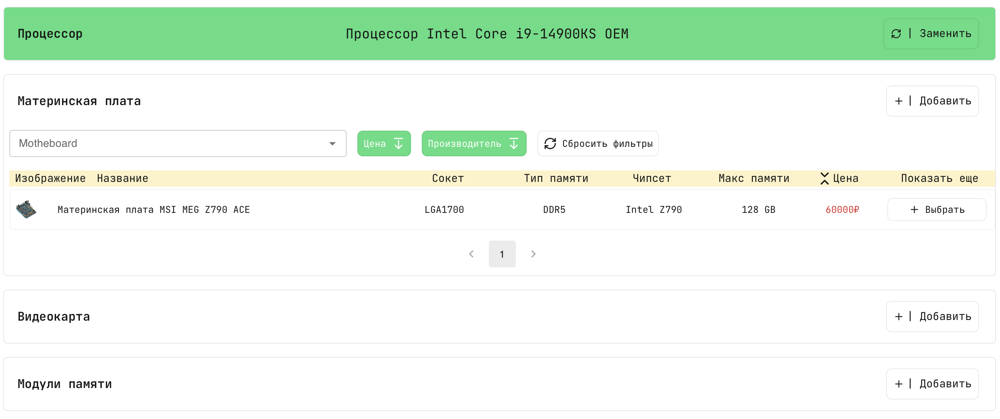 Процессор Процессор Intel Core i9-14900KS OEM | Заменить
Материнская плата + | Добавить
Motheboard Цена Производитель Сбросить фильтры
Изображение Название Сокет Тип памяти Чипсет Макс памяти Цена Показать еще
Материнская плата MSI MEG Z790 ACE LGA1700 DDR5 Intel Z790 128 GB 60000₽ + Выбрать
1
Видеокарта + | Добавить
Модули памяти + | Добавить